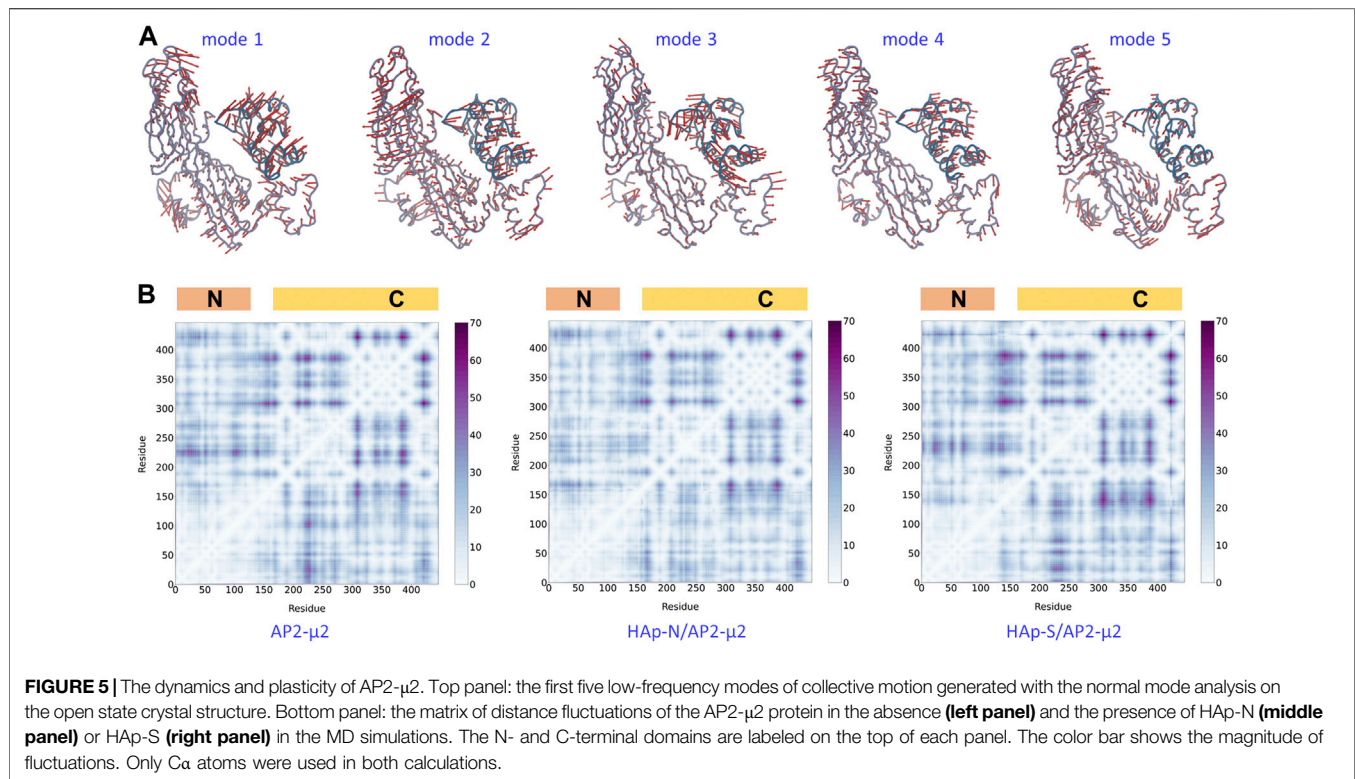 A
mode 1 mode 2 mode 3 mode 4 mode 5
B
N C N C N C
70 70 70
400 60 400 60 400 60
350 350 350
50 50 50
300 300 300
250 40 250 40 250 40
Residue Residue Residue
200 30 200 30 200 30
150 150 150
20 20 20
100 100 100
50 10 50 10 50 10
0 0 0 0 0 0
0 50 100 150 200 250 300 350 400 0 50 100 150 200 250 300 350 400 0 50 100 150 200 250 300 350 400
Residue Residue Residue
AP2-μ2 HAp-N/AP2-μ2 HAp-S/AP2-μ2
FIGURE 5 | The dynamics and plasticity of AP2-μ2. Top panel: the first five low-frequency modes of collective motion generated with the normal mode analysis on
the open state crystal structure. Bottom panel: the matrix of distance fluctuations of the AP2-μ2 protein in the absence (left panel) and the presence of HAp-N (middle
panel) or HAp-S (right panel) in the MD simulations. The N- and C-terminal domains are labeled on the top of each panel. The color bar shows the magnitude of
fluctuations. Only Cα atoms were used in both calculations.